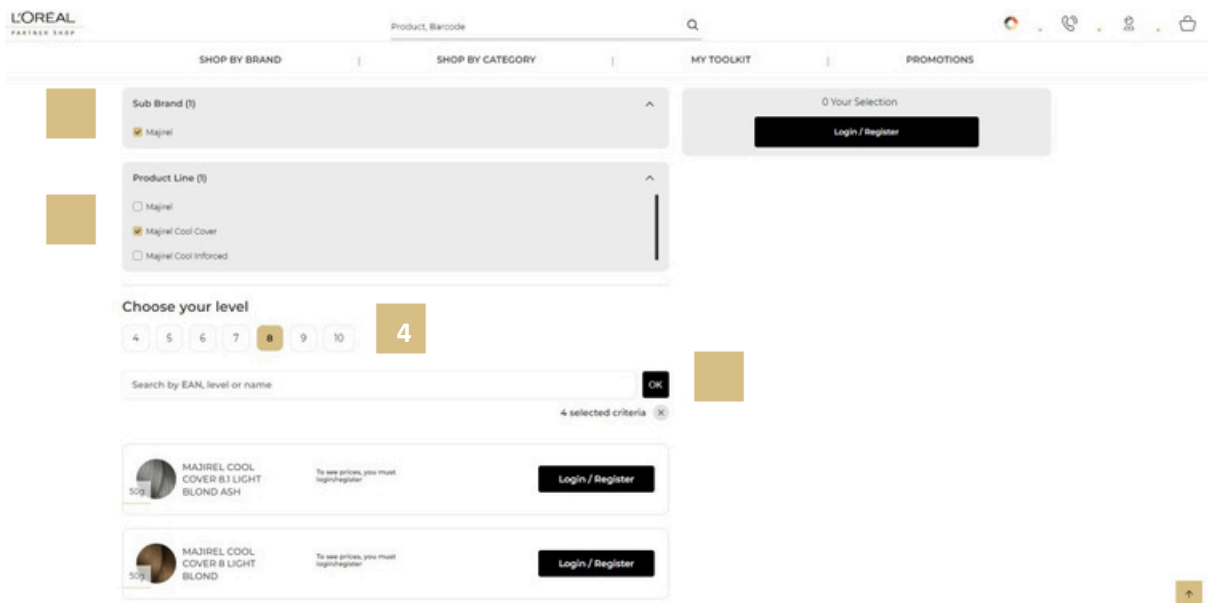 L'ORÉAL
PARTNER SHOP
Product, Barcode
SHOP BY BRAND | SHOP BY CATEGORY | MY TOOLKIT | PROMOTIONS
Sub Brand (1)
Majirel
0 Your Selection
Login / Register
Product Line (1)
Majirel
Majirel Cool Cover
Majirel Cool Inforced
Choose your level
4 5 6 7 8 9 10
4
Search by EAN, level or name
OK
4 selected criteria
MAJIREL COOL
COVER 8.1 LIGHT
BLOND ASH
50g
To see prices, you must
login/register
Login / Register
MAJIREL COOL
COVER 8 LIGHT
BLOND
50g
To see prices, you must
login/register
Login / Register